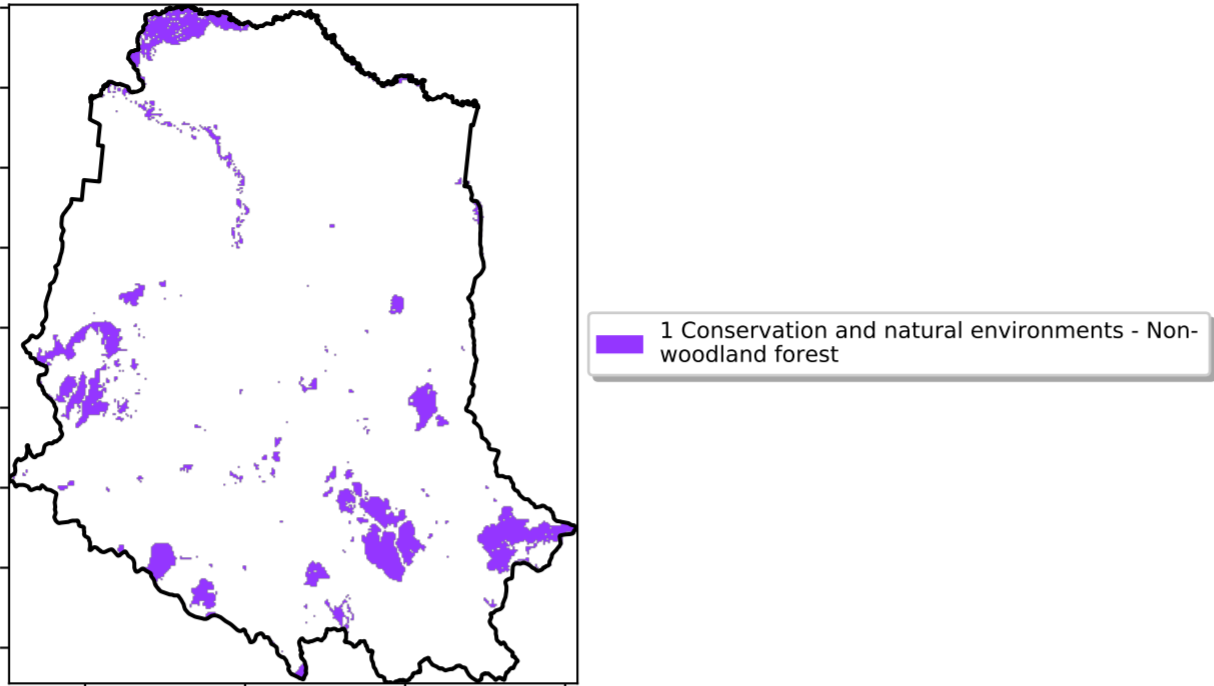 1 Conservation and natural environments - Non-
woodland forest